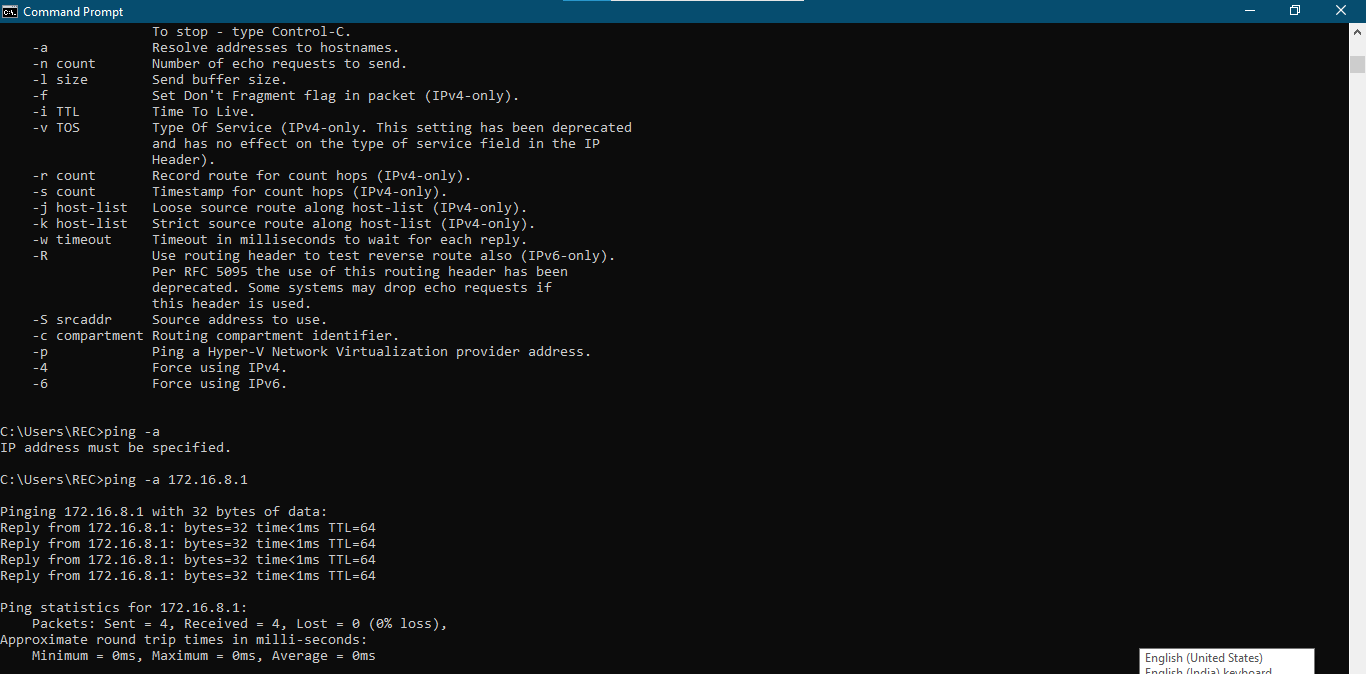 Command Prompt
To stop - type Control-C.
-a Resolve addresses to hostnames.
-n count Number of echo requests to send.
-l size Send buffer size.
-f Set Don't Fragment flag in packet (IPv4-only).
-i TTL Time To Live.
-v TOS Type Of Service (IPv4-only. This setting has been deprecated
and has no effect on the type of service field in the IP
Header).
-r count Record route for count hops (IPv4-only).
-s count Timestamp for count hops (IPv4-only).
-j host-list Loose source route along host-list (IPv4-only).
-k host-list Strict source route along host-list (IPv4-only).
-w timeout Timeout in milliseconds to wait for each reply.
-R Use routing header to test reverse route also (IPv6-only).
Per RFC 5095 the use of this routing header has been
deprecated. Some systems may drop echo requests if
this header is used.
-S srcaddr Source address to use.
-c compartment Routing compartment identifier.
-p Ping a Hyper-V Network Virtualization provider address.
-4 Force using IPv4.
-6 Force using IPv6.
C:\Users\REC>ping -a
IP address must be specified.
C:\Users\REC>ping -a 172.16.8.1
Pinging 172.16.8.1 with 32 bytes of data:
Reply from 172.16.8.1: bytes=32 time<1ms TTL=64
Reply from 172.16.8.1: bytes=32 time<1ms TTL=64
Reply from 172.16.8.1: bytes=32 time<1ms TTL=64
Reply from 172.16.8.1: bytes=32 time<1ms TTL=64
Ping statistics for 172.16.8.1:
Packets: Sent = 4, Received = 4, Lost = 0 (0% loss),
Approximate round trip times in milli-seconds:
Minimum = 0ms, Maximum = 0ms, Average = 0ms
English (United States)
English (India) keyboard